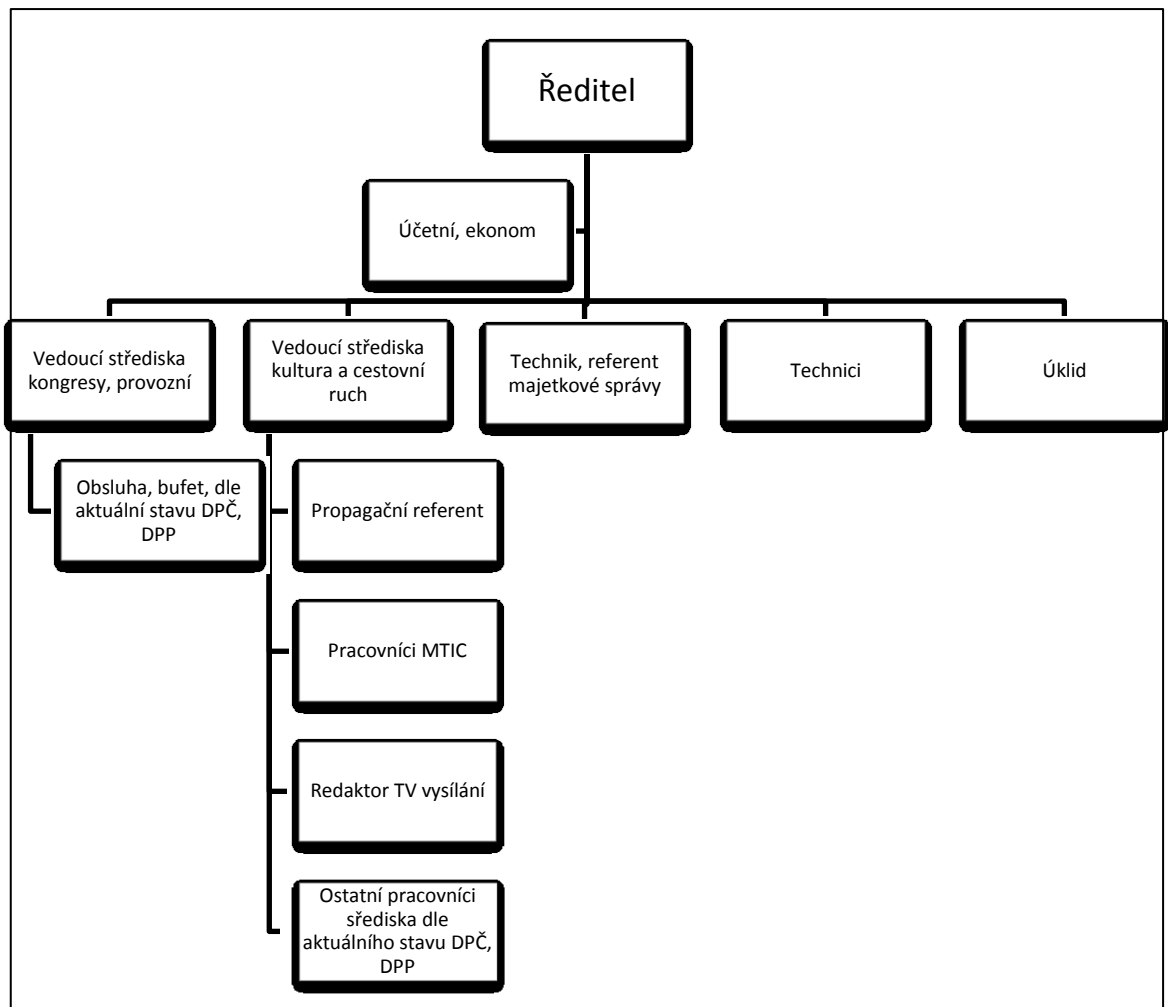 Ředitel
Účetní, ekonom
Vedoucí střediska
kongresy, provozní
Vedoucí střediska
kultura a cestovní
ruch
Technik, referent
majetkové správy
Technici
Úklid
Obsluha, bufet, dle
aktuální stavu DPČ,
DPP
Propagační referent
Pracovníci MTIC
Redaktor TV vysílání
Ostatní pracovníci
sřediska dle
aktuálního stavu DPČ,
DPP